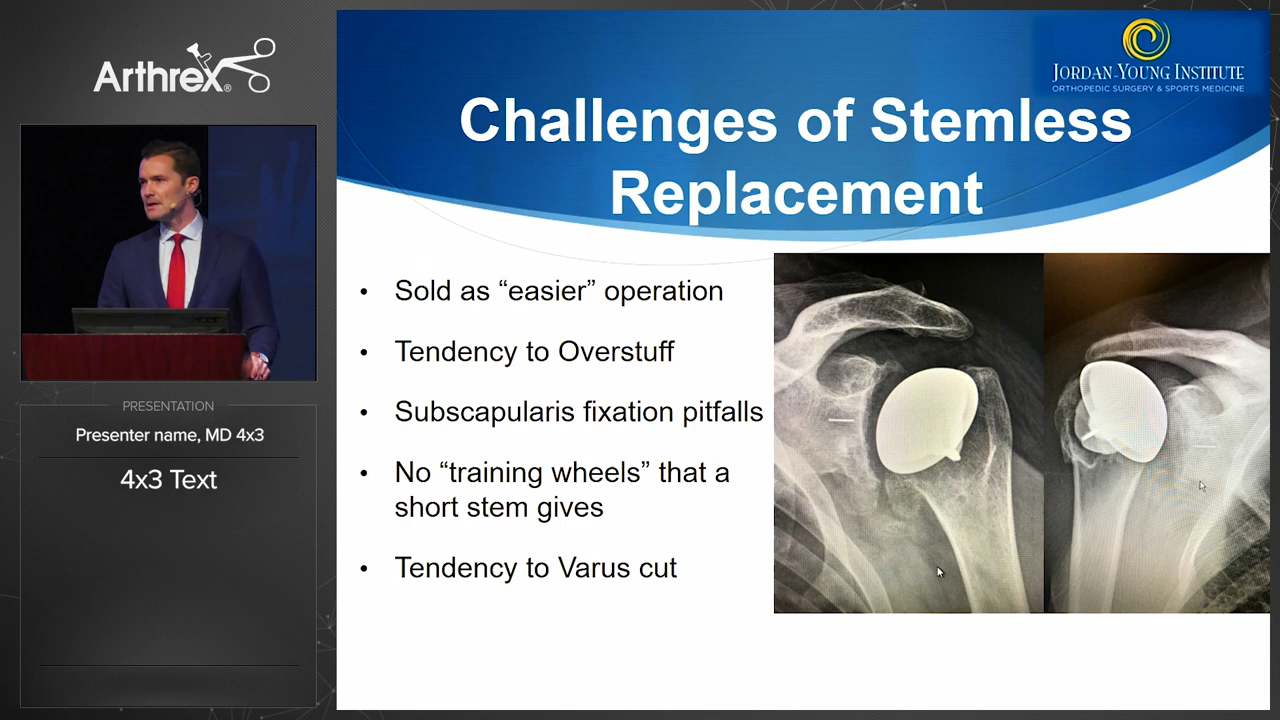 Arthrex®
JORDAN-YOUNG INSTITUTE
ORTHOPEDIC SURGERY & SPORTS MEDICINE
Challenges of Stemless
Replacement
PRESENTATION
Presenter name, MD 4x3
4x3 Text
• Sold as “easier” operation
• Tendency to Overstuff
• Subscapularis fixation pitfalls
• No “training wheels” that a
short stem gives
• Tendency to Varus cut